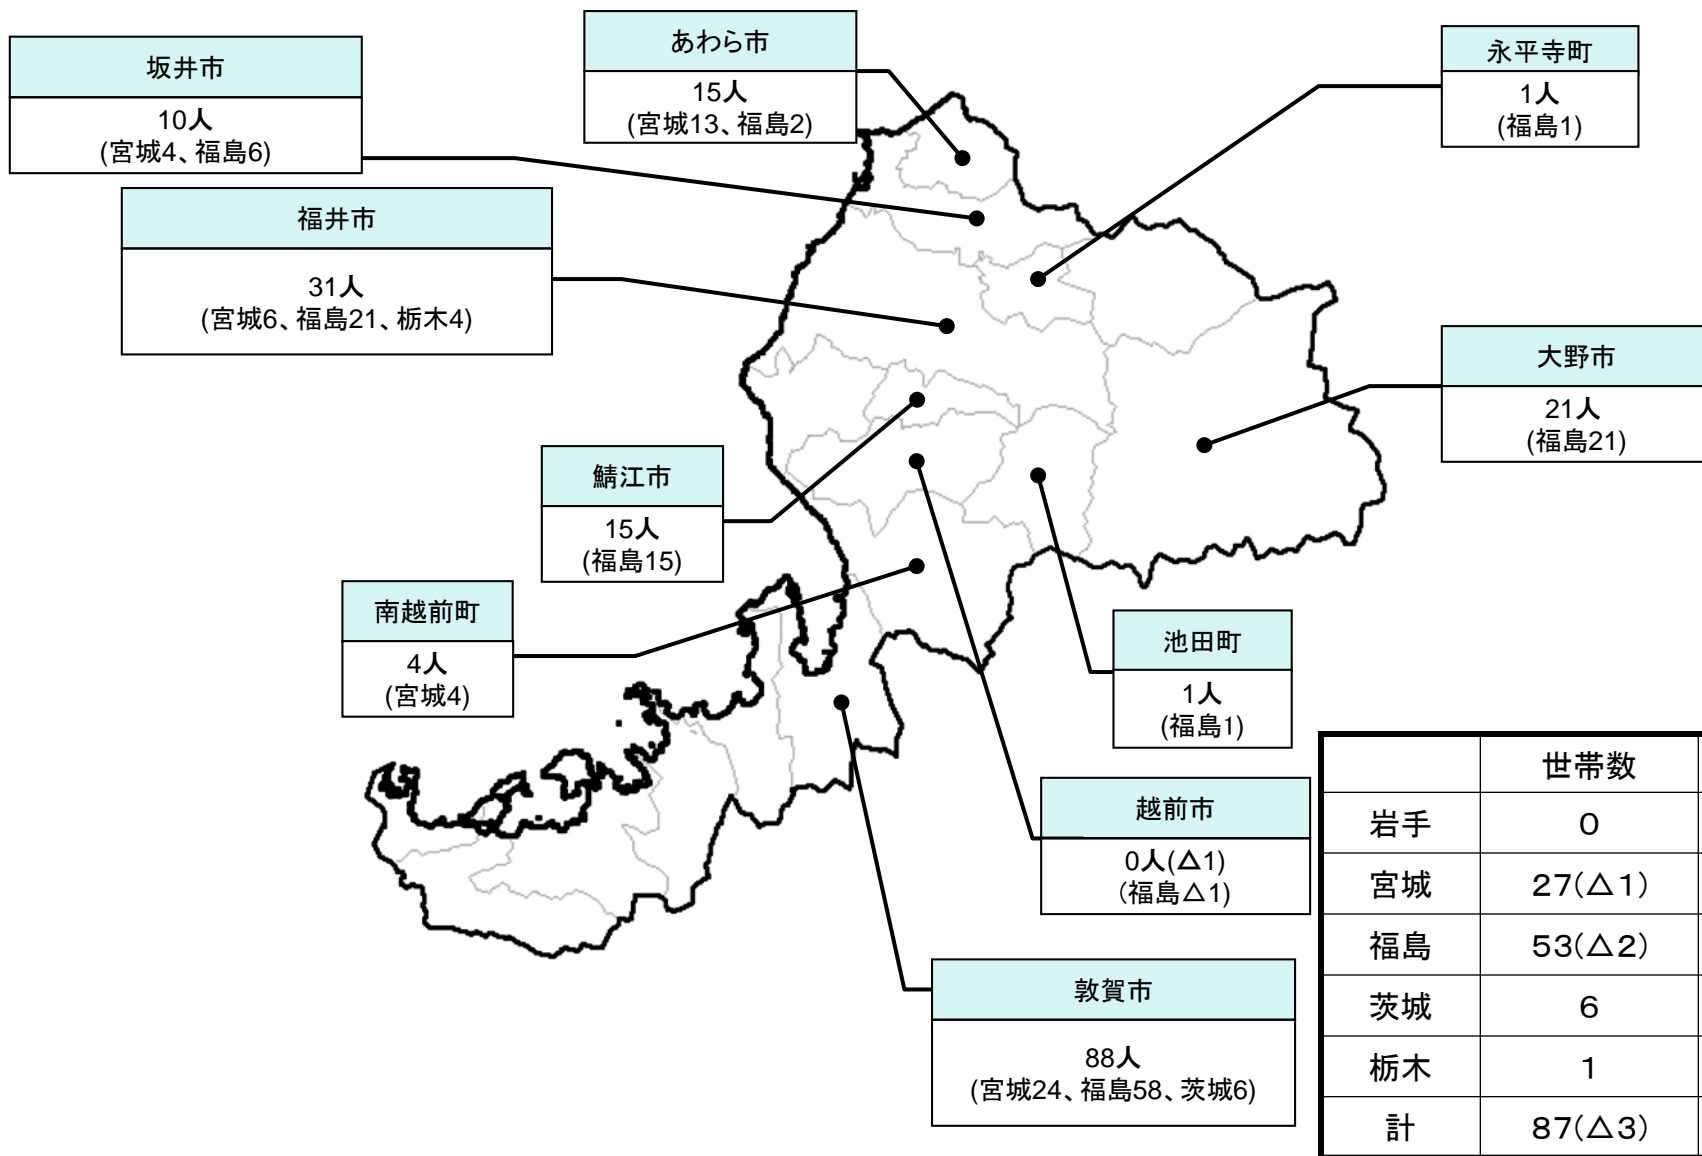 坂井市
10人
(宮城4、福島6)
あわら市
15人
(宮城13、福島2)
永平寺町
1人
(福島1)
福井市
31人
(宮城6、福島21、栃木4)
大野市
21人
(福島21)
鯖江市
15人
(福島15)
南越前町
4人
(宮城4)
池田町
1人
(福島1)
越前市
0人(△1)
(福島△1)
敦賀市
88人
(宮城24、福島58、茨城6)
世帯数
岩手 0
宮城 27(△1)
福島 53(△2)
茨城 6
栃木 1
計 87(△3)